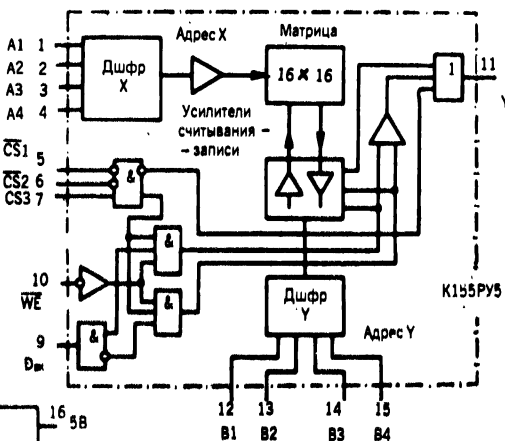 Адрес X
Матрица
A1 1
A2 2
A3 3
A4 4
Дшфр
X
16 × 16
1
11
Усилители
считывания –
– записи
CS1 5
CS2 6
CS3 7
&
&
&
10
WE
9
Dвх
&
Дшфр
Y
К155РУ5
Адрес Y
12 13 14 15
B1 B2 B3 B4
16 5В